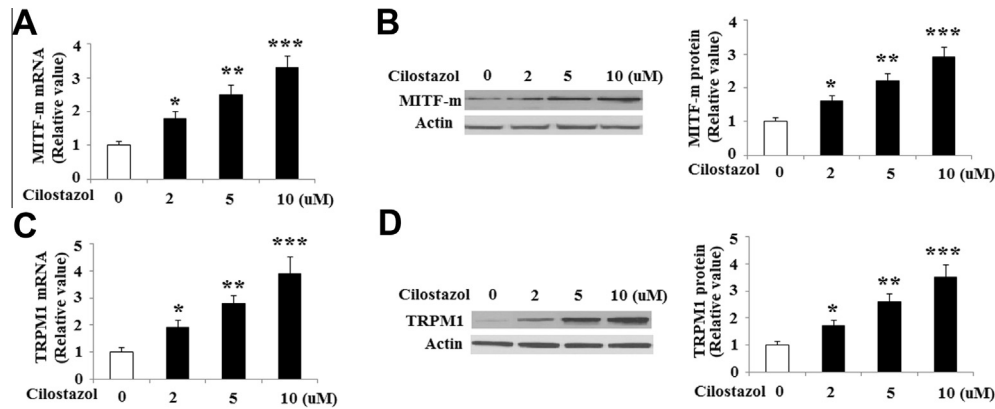 A
MITF-m mRNA
(Relative value)
4
3
2
1
0
*
**
***
Cilostazol 0 2 5 10 (uM)
B
Cilostazol 0 2 5 10 (uM)
MITF-m
Actin
MITF-m protein
(Relative value)
4
3
2
1
0
*
**
***
0 2 5 10 (uM)
C
TRPM1 mRNA
(Relative value)
5
4
3
2
1
0
*
**
***
Cilostazol 0 2 5 10 (uM)
D
Cilostazol 0 2 5 10 (uM)
TRPM1
Actin
TRPM1 protein
(Relative value)
5
4
3
2
1
0
*
**
***
Cilostazol 0 2 5 10 (uM)